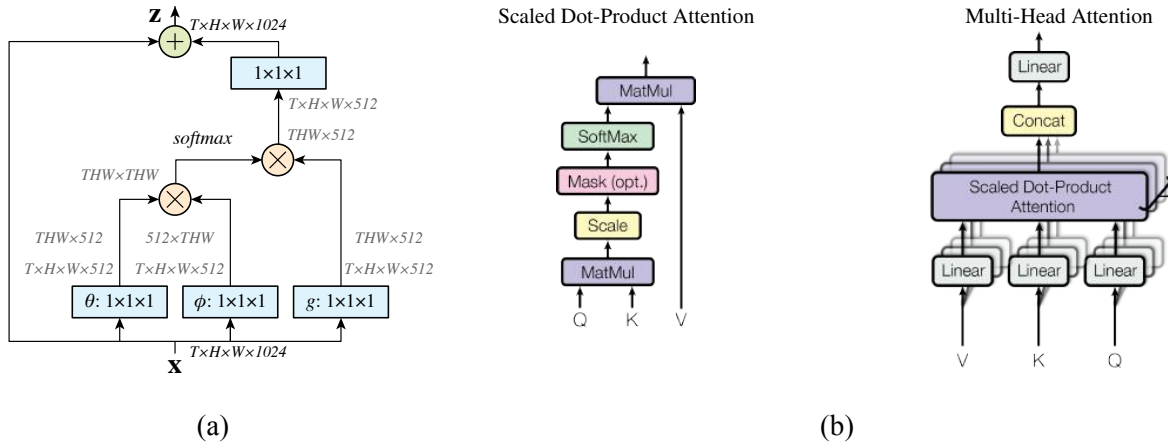 z
T×H×W×1024
1×1×1
T×H×W×512
THW×512
softmax
THW×THW
THW×512
512×THW
THW×512
T×H×W×512
T×H×W×512
T×H×W×512
θ: 1×1×1
ϕ: 1×1×1
g: 1×1×1
T×H×W×1024
x
(a)
Scaled Dot-Product Attention
MatMul
SoftMax
Mask (opt.)
Scale
MatMul
Q K V
Multi-Head Attention
Linear
Concat
Scaled Dot-Product
Attention
Linear Linear Linear
V K Q
(b)